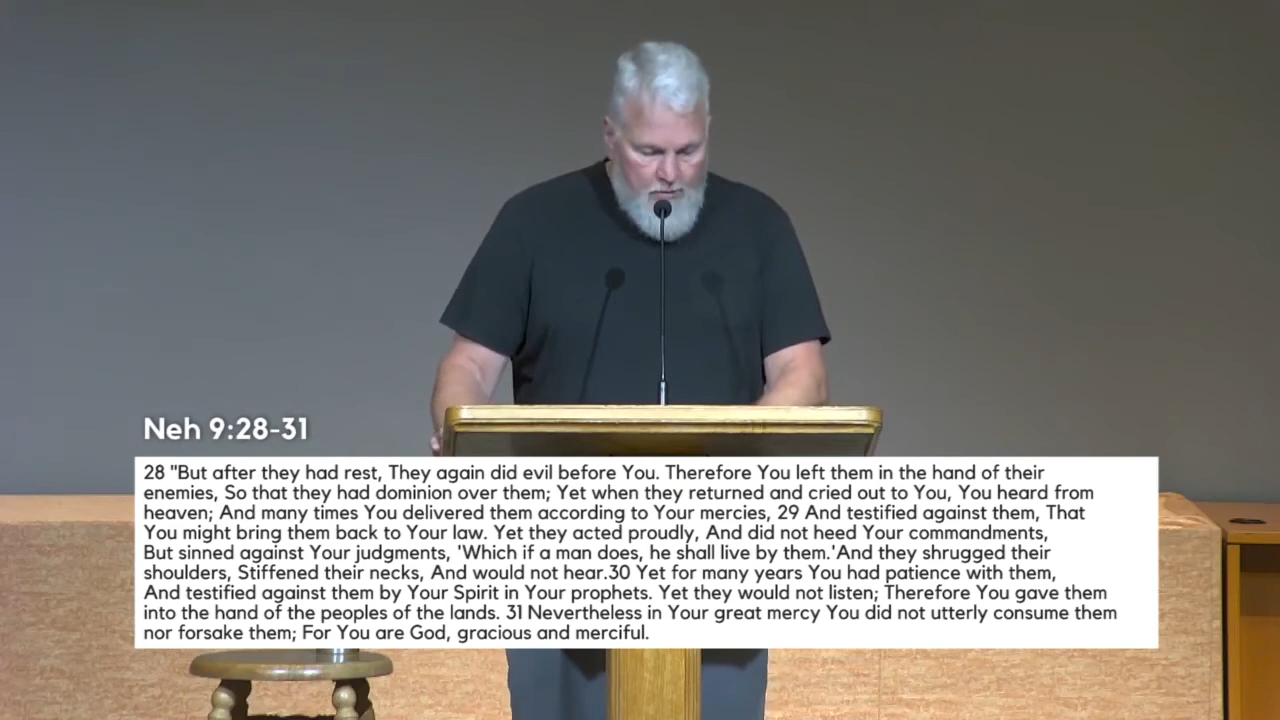 Neh 9:28-31
28 "But after they had rest, They again did evil before You. Therefore You left them in the hand of their
enemies, So that they had dominion over them; Yet when they returned and cried out to You, You heard from
heaven; And many times You delivered them according to Your mercies, 29 And testified against them, That
You might bring them back to Your law. Yet they acted proudly, And did not heed Your commandments,
But sinned against Your judgments, 'Which if a man does, he shall live by them.'And they shrugged their
shoulders, Stiffened their necks, And would not hear.30 Yet for many years You had patience with them,
And testified against them by Your Spirit in Your prophets. Yet they would not listen; Therefore You gave them
into the hand of the peoples of the lands. 31 Nevertheless in Your great mercy You did not utterly consume them
nor forsake them; For You are God, gracious and merciful.